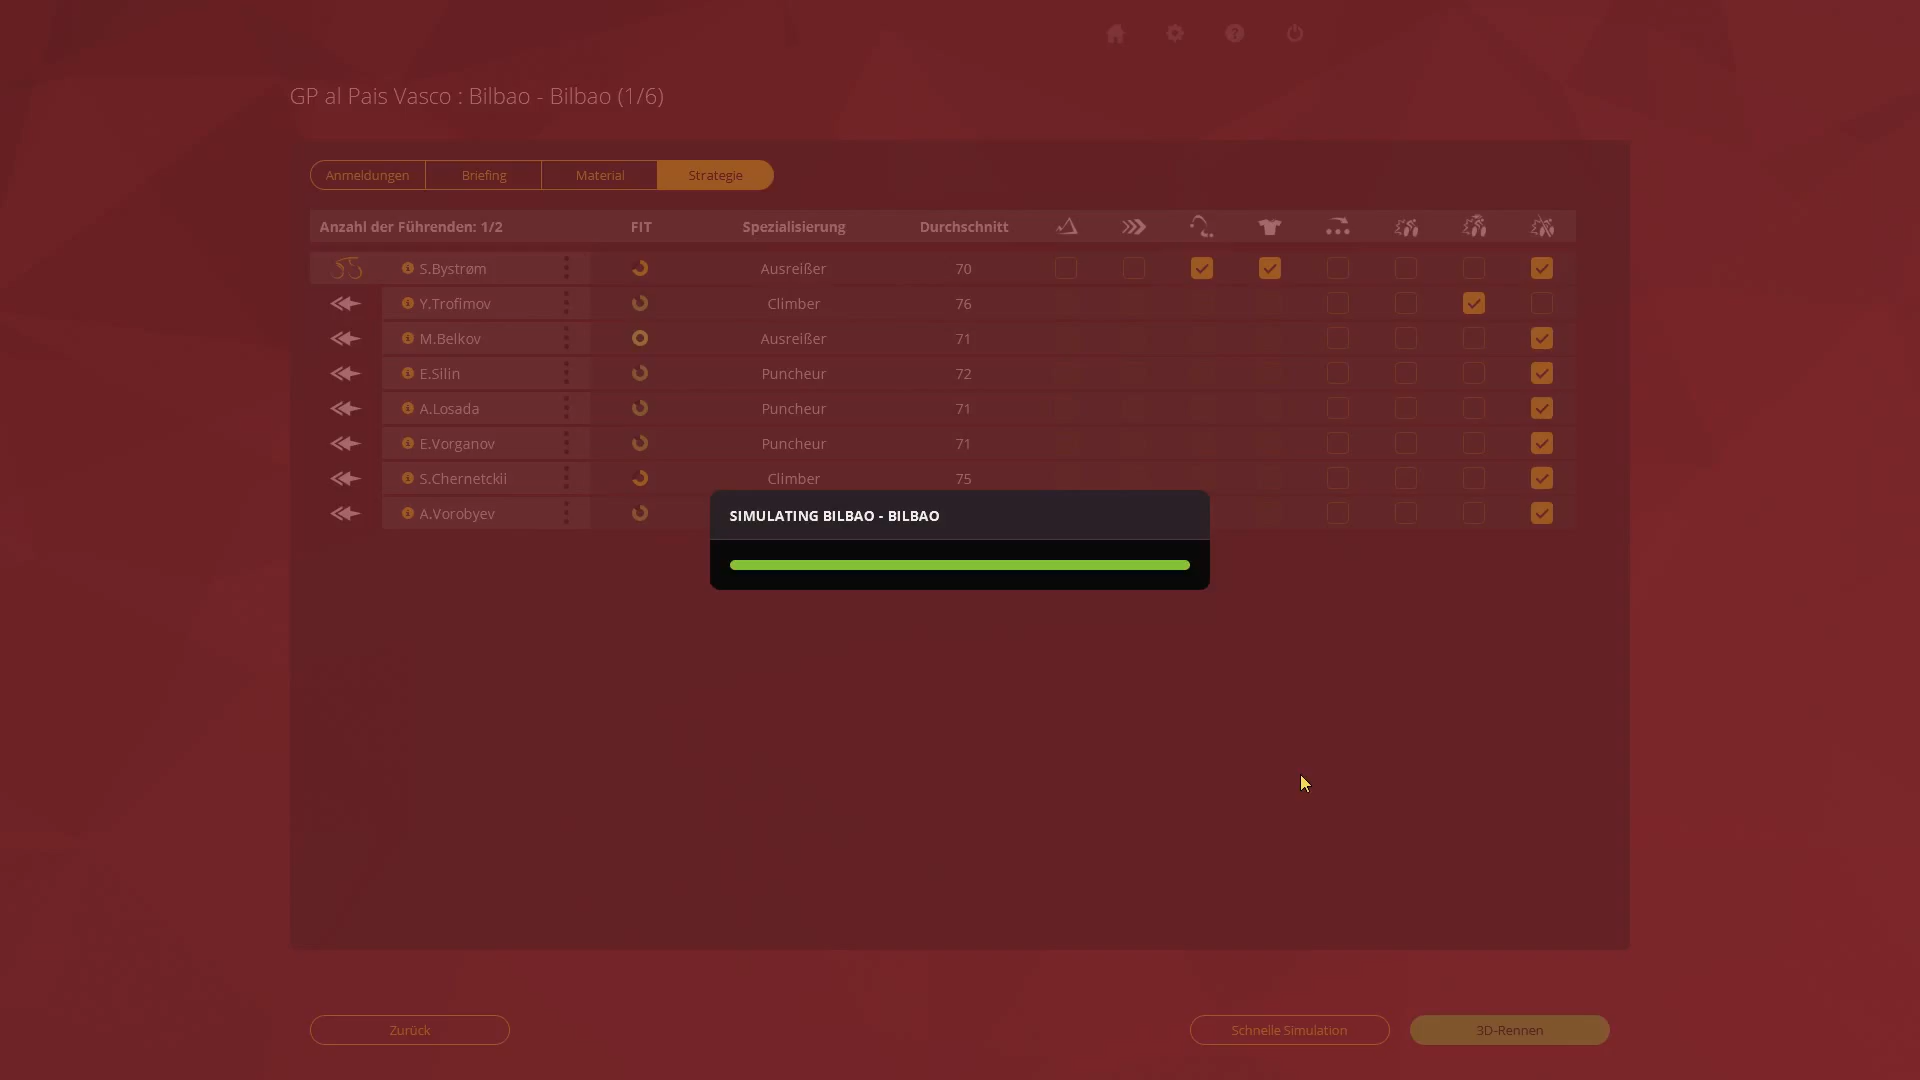 GP al Pais Vasco : Bilbao - Bilbao (1/6)
Anmeldungen Briefing Material Strategie
Anzahl der Führenden: 1/2 FIT Spezialisierung Durchschnitt
S.Bystrøm Ausreißer 70
Y.Trofimov Climber 76
M.Belkov Ausreißer 71
E.Silin Puncheur 72
A.Losada Puncheur 71
E.Vorganov Puncheur 71
S.Chernetckii Climber 75
A.Vorobyev
SIMULATING BILBAO - BILBAO
Zurück Schnelle Simulation 3D-Rennen